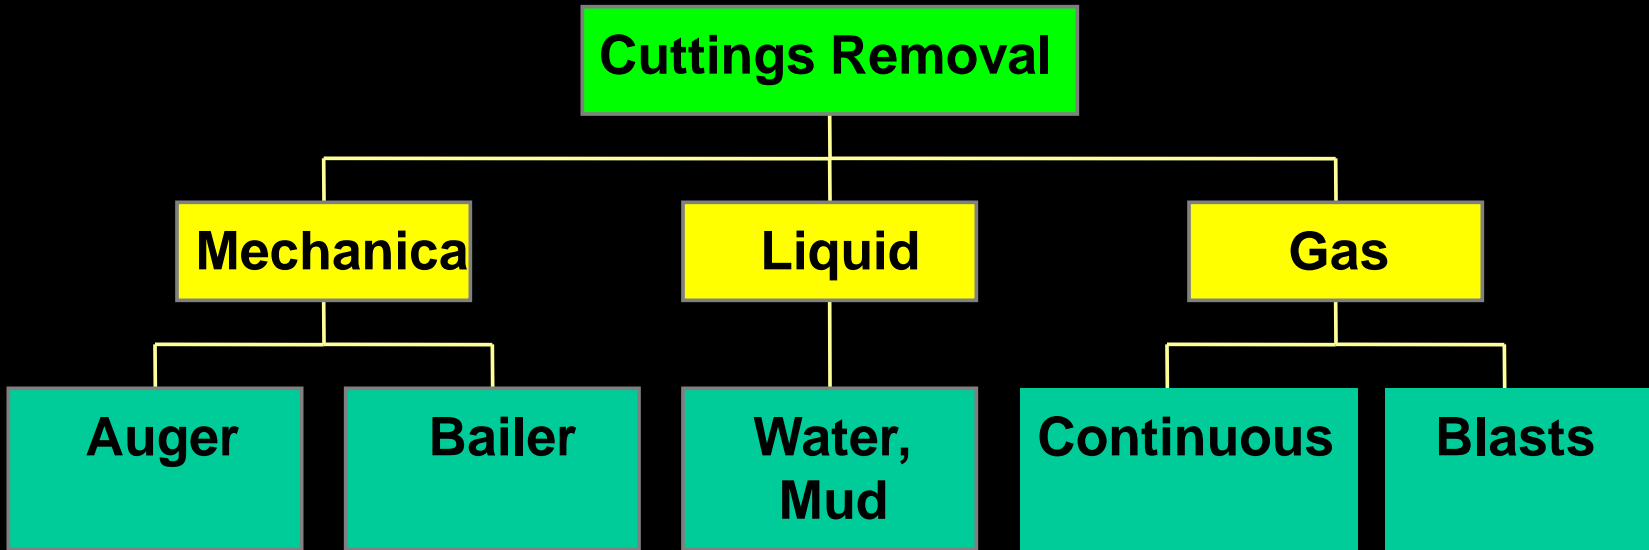 Cuttings Removal
Mechanica
Liquid
Gas
Auger
Bailer
Water,
Mud
Continuous
Blasts